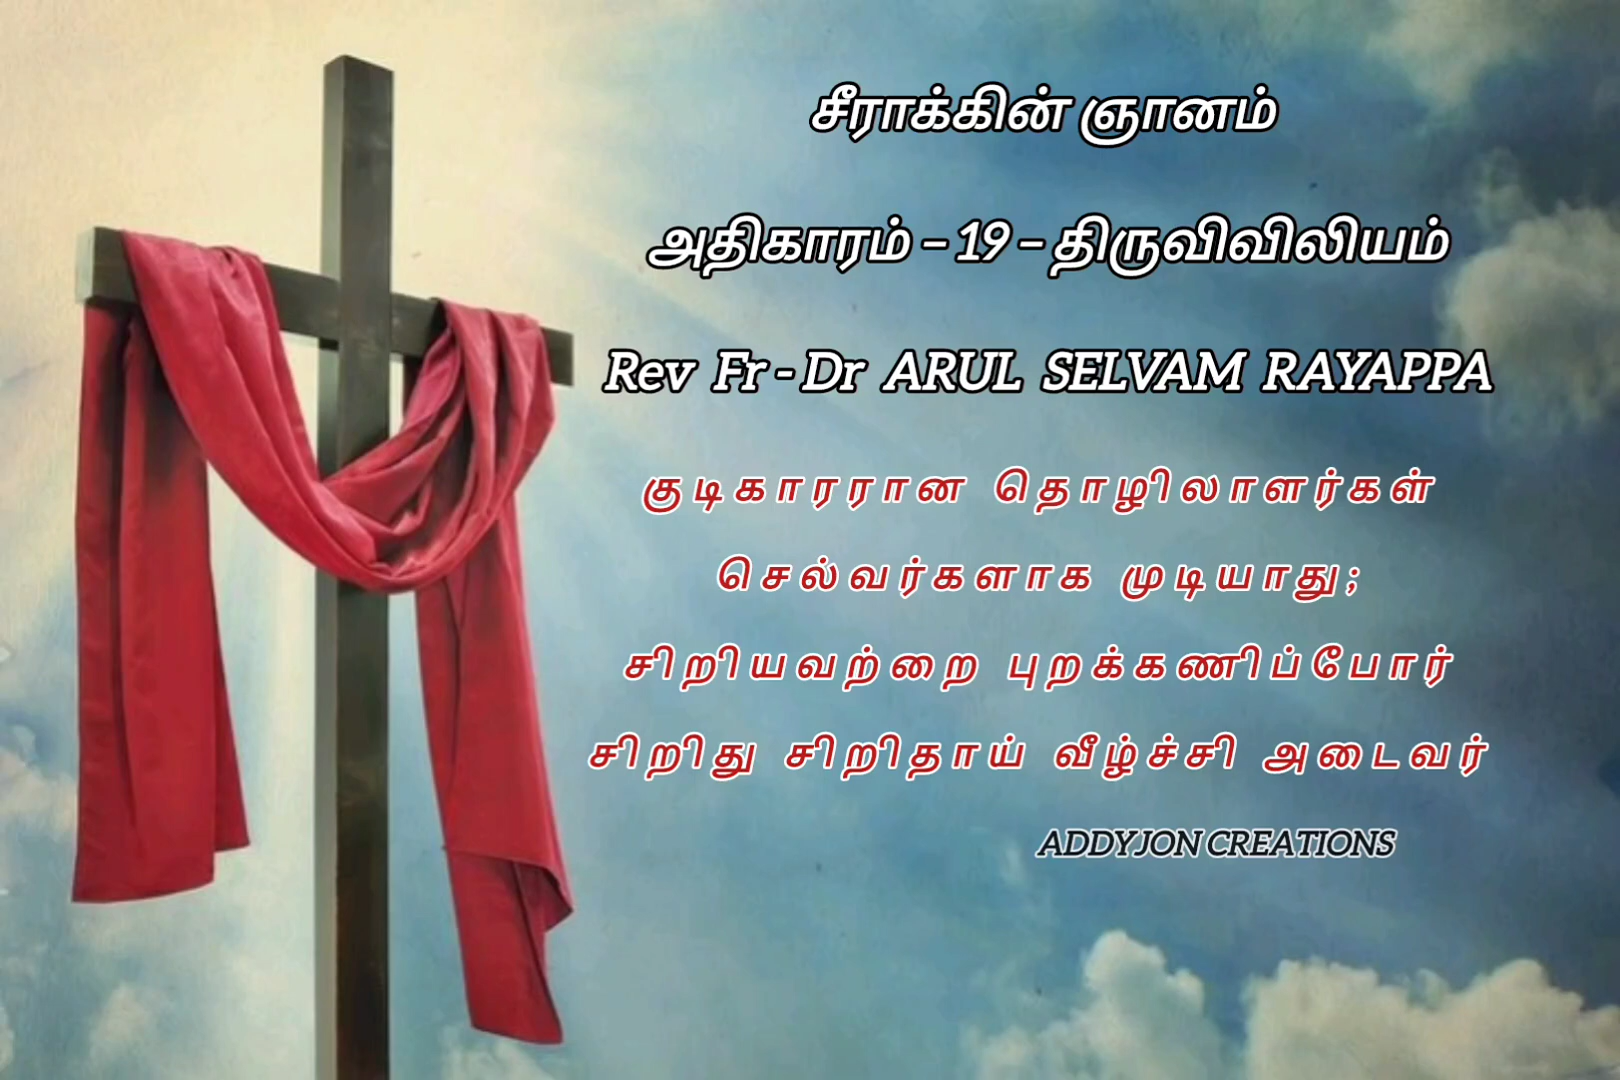 சீராக்கின் ஞானம்
அதிகாரம் – 19 – திருவிவிலியம்
Rev Fr - Dr ARUL SELVAM RAYAPPA
குடிகாரரான தொழிலாளர்கள்
செல்வர்களாக முடியாது;
சிறியவற்றை புறக்கணிப்போர்
சிறிது சிறிதாய் வீழ்ச்சி அடைவர்
ADDYJON CREATIONS